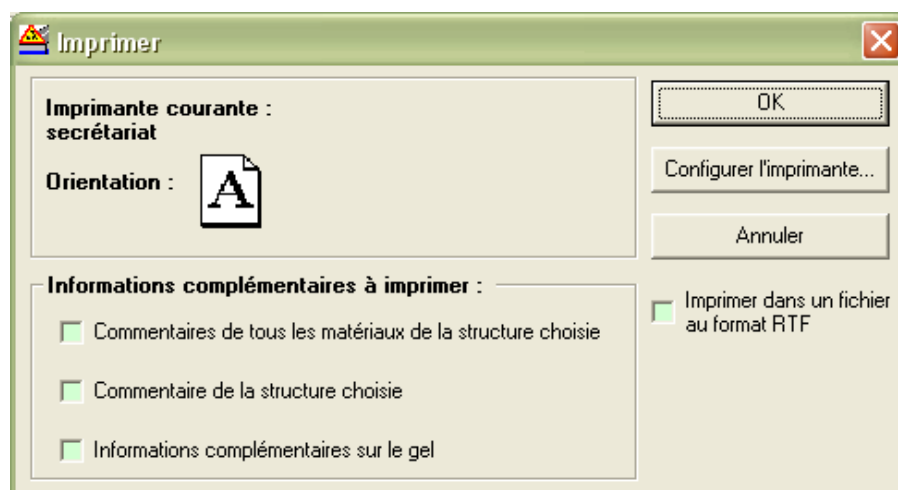 Imprimer
Imprimante courante :
secrétariat
Orientation :
A
OK
Configurer l'imprimante...
Annuler
Imprimer dans un fichier
au format RTF
Informations complémentaires à imprimer :
Commentaires de tous les matériaux de la structure choisie
Commentaire de la structure choisie
Informations complémentaires sur le gel